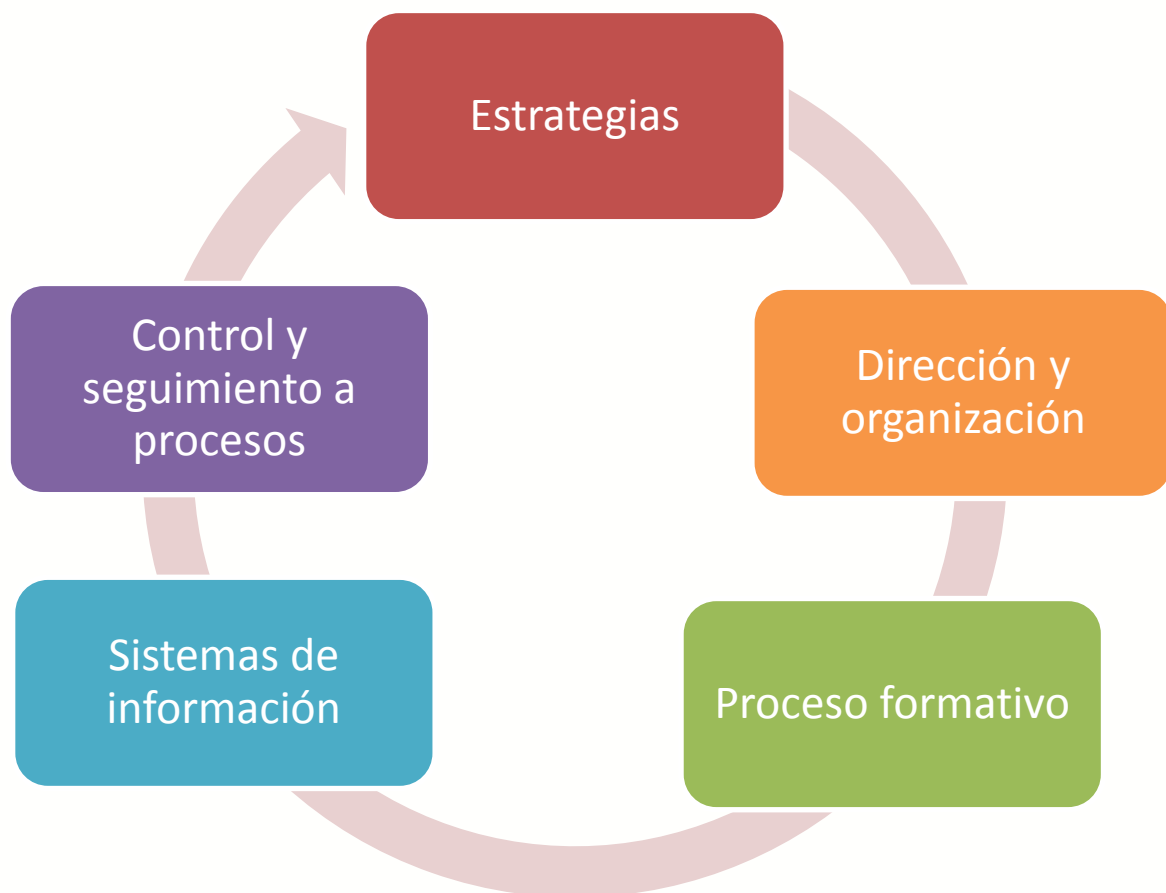 Estrategias
Dirección y
organización
Proceso formativo
Sistemas de
información
Control y
seguimiento a
procesos